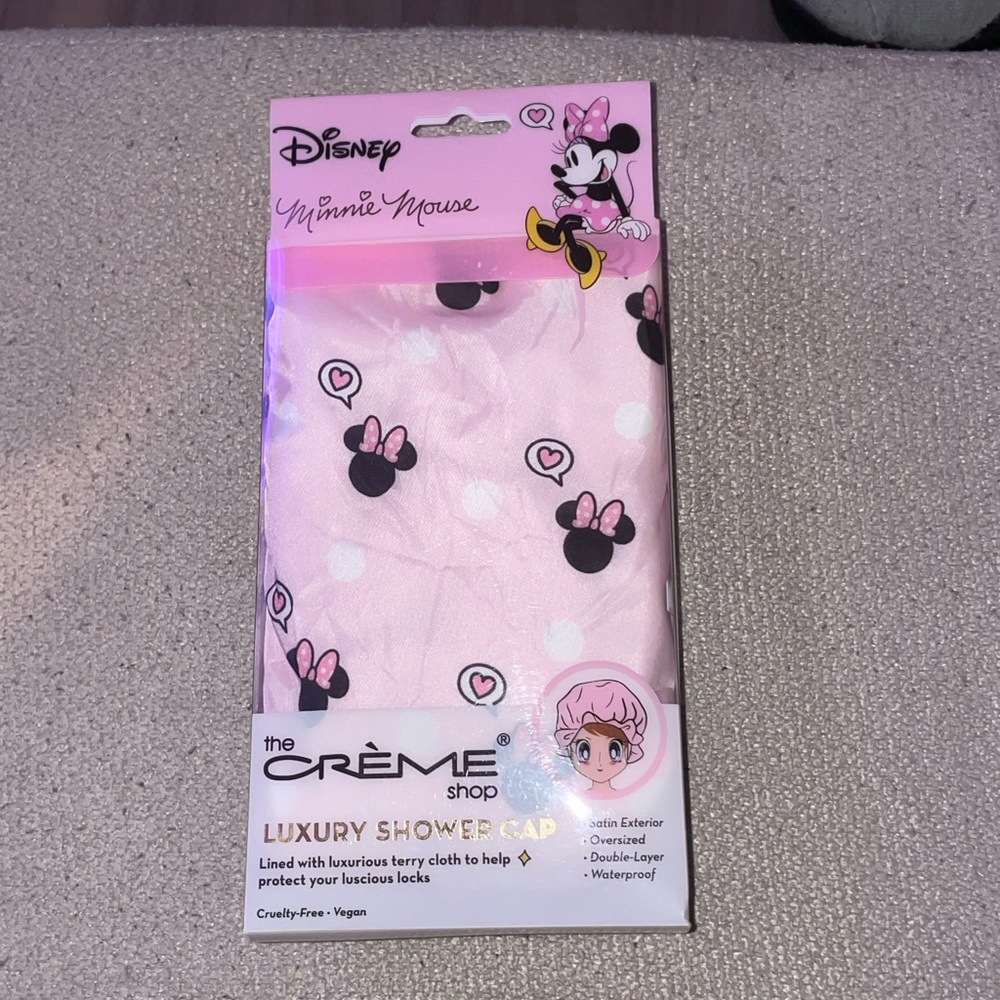 Disney
Minnie Mouse
the
CRÈME®
shop
LUXURY SHOWER CAP
Lined with luxurious terry cloth to help
protect your luscious locks
Cruelty-Free • Vegan
• Satin Exterior
• Oversized
• Double-Layer
• Waterproof